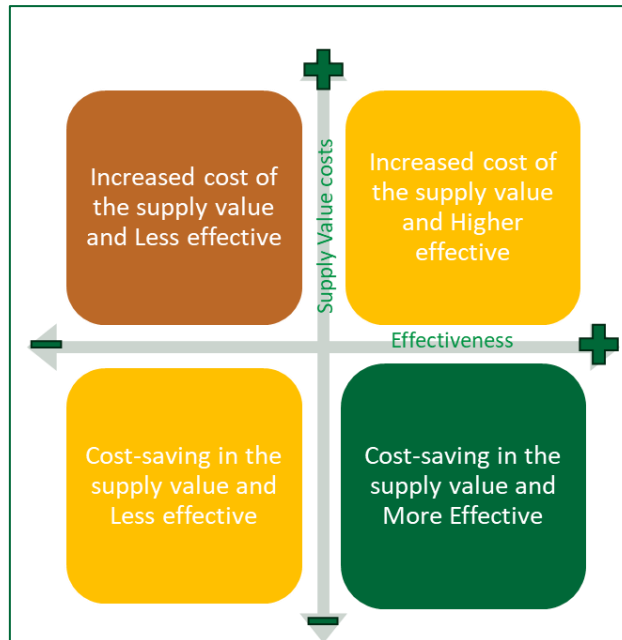 Increased cost of
the supply value
and Less effective
Supply Value costs
Increased cost of
the supply value
and Higher
effective
Effectiveness
Cost-saving in the
supply value and
Less effective
Cost-saving in the
supply value and
More Effective